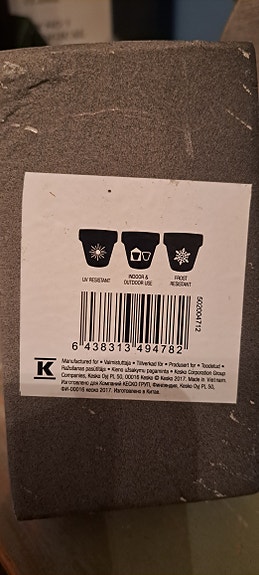 UV RESISTANT
INDOOR &
OUTDOOR USE
FROST
RESISTANT
502004712
6 438313 494782
K
Manufactured for • Valmistuttaja • Tillverkad för • Produsert for • Toodetud •
Ražošanas pasūtītājs • Kieno užsakymu pagaminta • Kesko Corporation Group
Companies, Kesko Oyj PL 50, 00016 Kesko © Kesko 2017. Made in Vietnam.
Изготовлено для Компаний КЕСКО ГРУП, Финляндия, Kesko Oyj PL 50,
ФИ-00016 кеско 2017. Изготовлено в Китае.